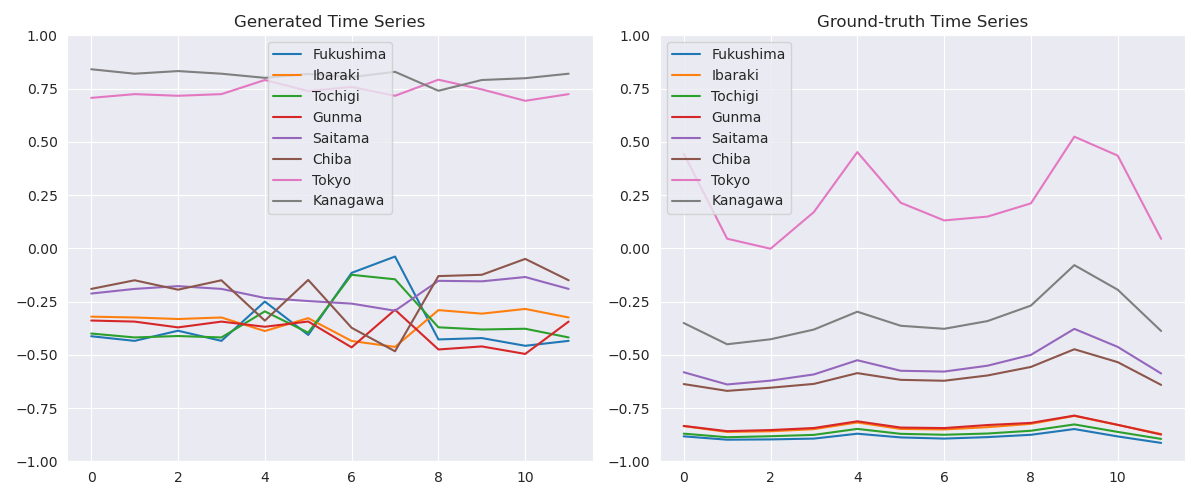 Generated Time Series
1.00
0.75
0.50
0.25
0.00
−0.25
−0.50
−0.75
−1.00
0
2
4
6
8
10
Fukushima
Ibaraki
Tochigi
Gunma
Saitama
Chiba
Tokyo
Kanagawa
Ground-truth Time Series
1.00
0.75
0.50
0.25
0.00
−0.25
−0.50
−0.75
−1.00
0
2
4
6
8
10
Fukushima
Ibaraki
Tochigi
Gunma
Saitama
Chiba
Tokyo
Kanagawa